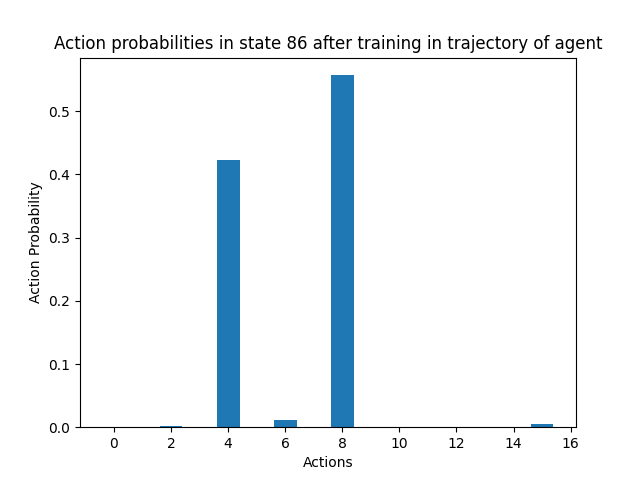 Action probabilities in state 86 after training in trajectory of agent
Action Probability
0.5
0.4
0.3
0.2
0.1
0.0
0 2 4 6 8 10 12 14 16
Actions